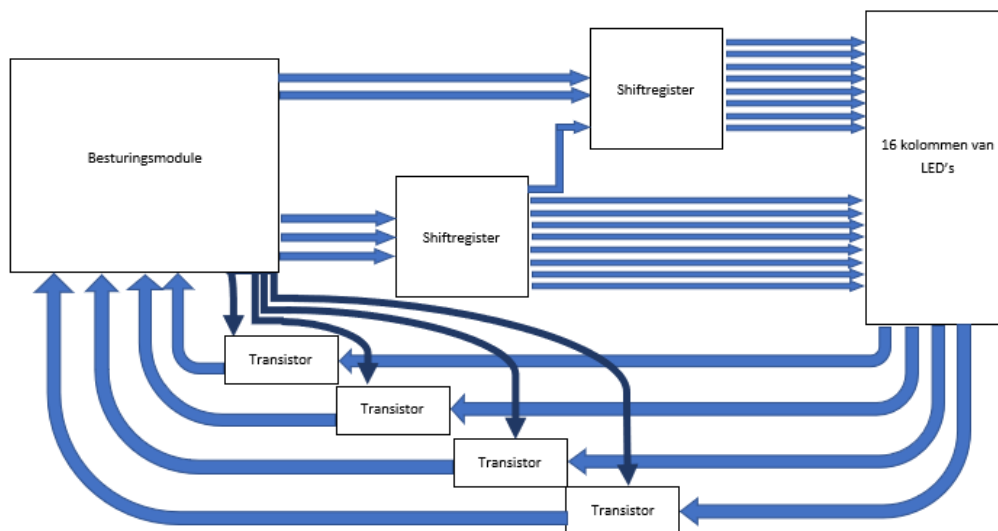 Shiftregister
Besturingsmodule
16 kolommen van
LED's
Shiftregister
Transistor
Transistor
Transistor
Transistor